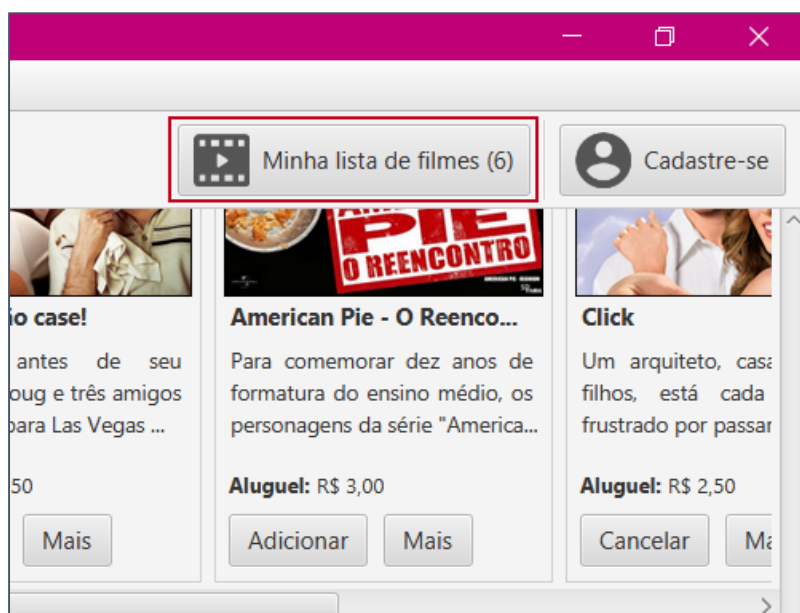 Minha lista de filmes (6)
Cadastre-se
PIE
O REENCONTRO
ão case!
antes de seu
oug e três amigos
para Las Vegas ...
50
Mais
American Pie - O Reenco...
Para comemorar dez anos de
formatura do ensino médio, os
personagens da série "America...
Aluguel: R$ 3,00
Adicionar
Mais
Click
Um arquiteto, casa
filhos, está cada
frustrado por passar
Aluguel: R$ 2,50
Cancelar
Ma